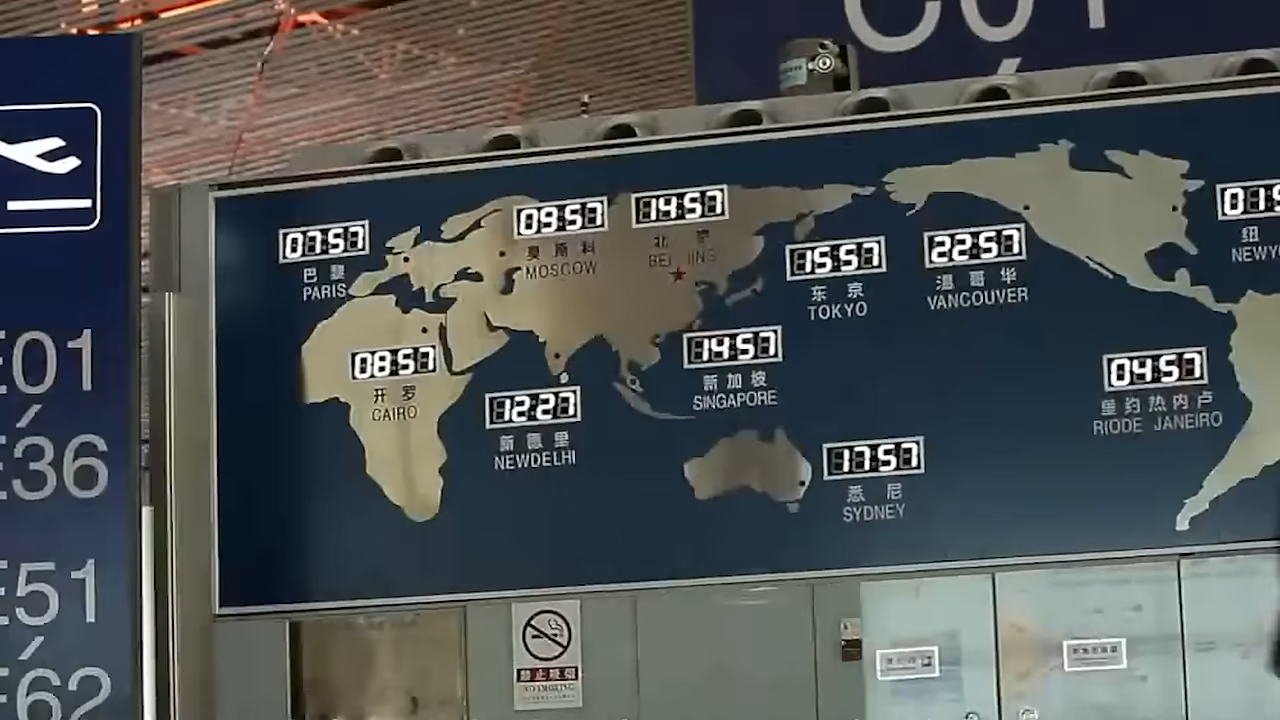 C01
E01
E36
E51
E62
07:57
巴黎
PARIS
09:57
莫斯科
MOSCOW
14:57
北京
BEIJING
15:57
东京
TOKYO
22:57
温哥华
VANCOUVER
01:5
纽
NEWY
08:57
开罗
CAIRO
12:27
新德里
NEWDELHI
14:57
新加坡
SINGAPORE
04:57
里约热内卢
RIODE JANEIRO
17:57
悉尼
SYDNEY
禁止吸烟
NO SMOKING